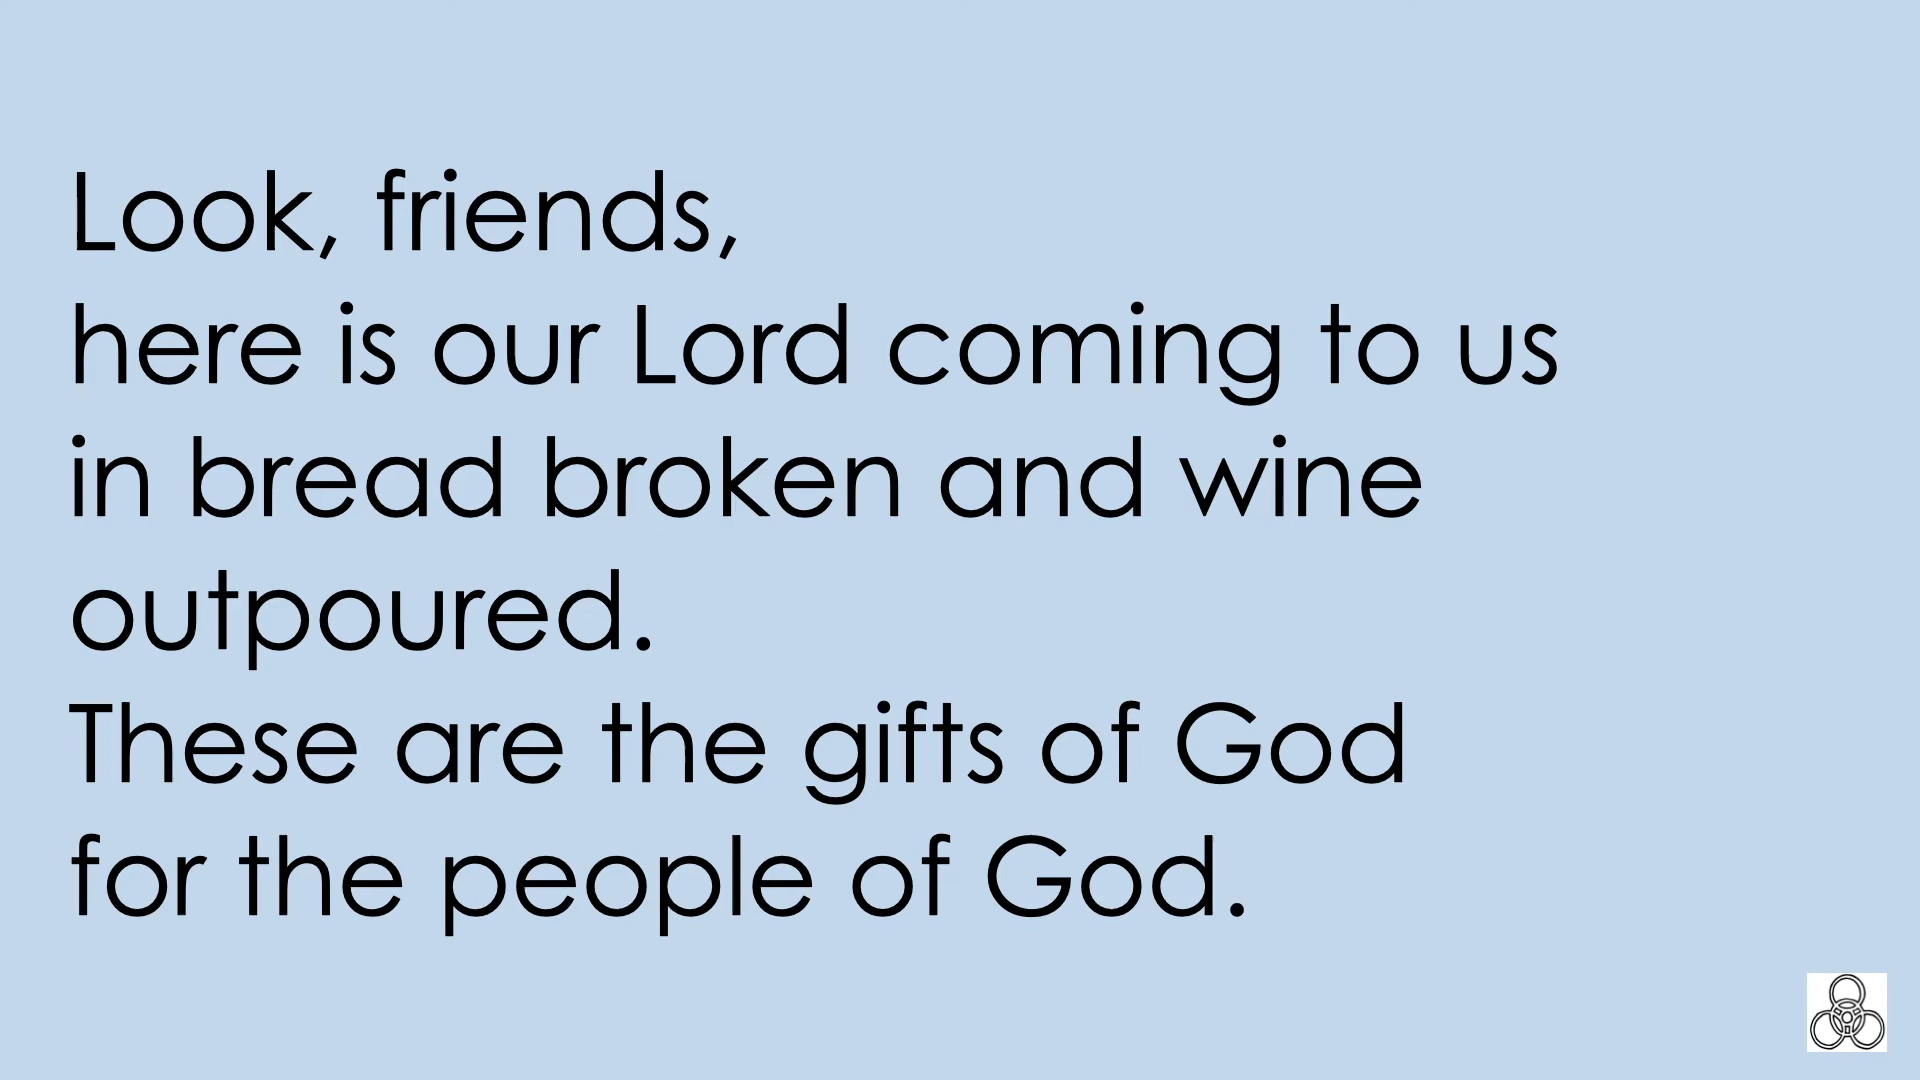 Look, friends,
here is our Lord coming to us
in bread broken and wine
outpoured.
These are the gifts of God
for the people of God.